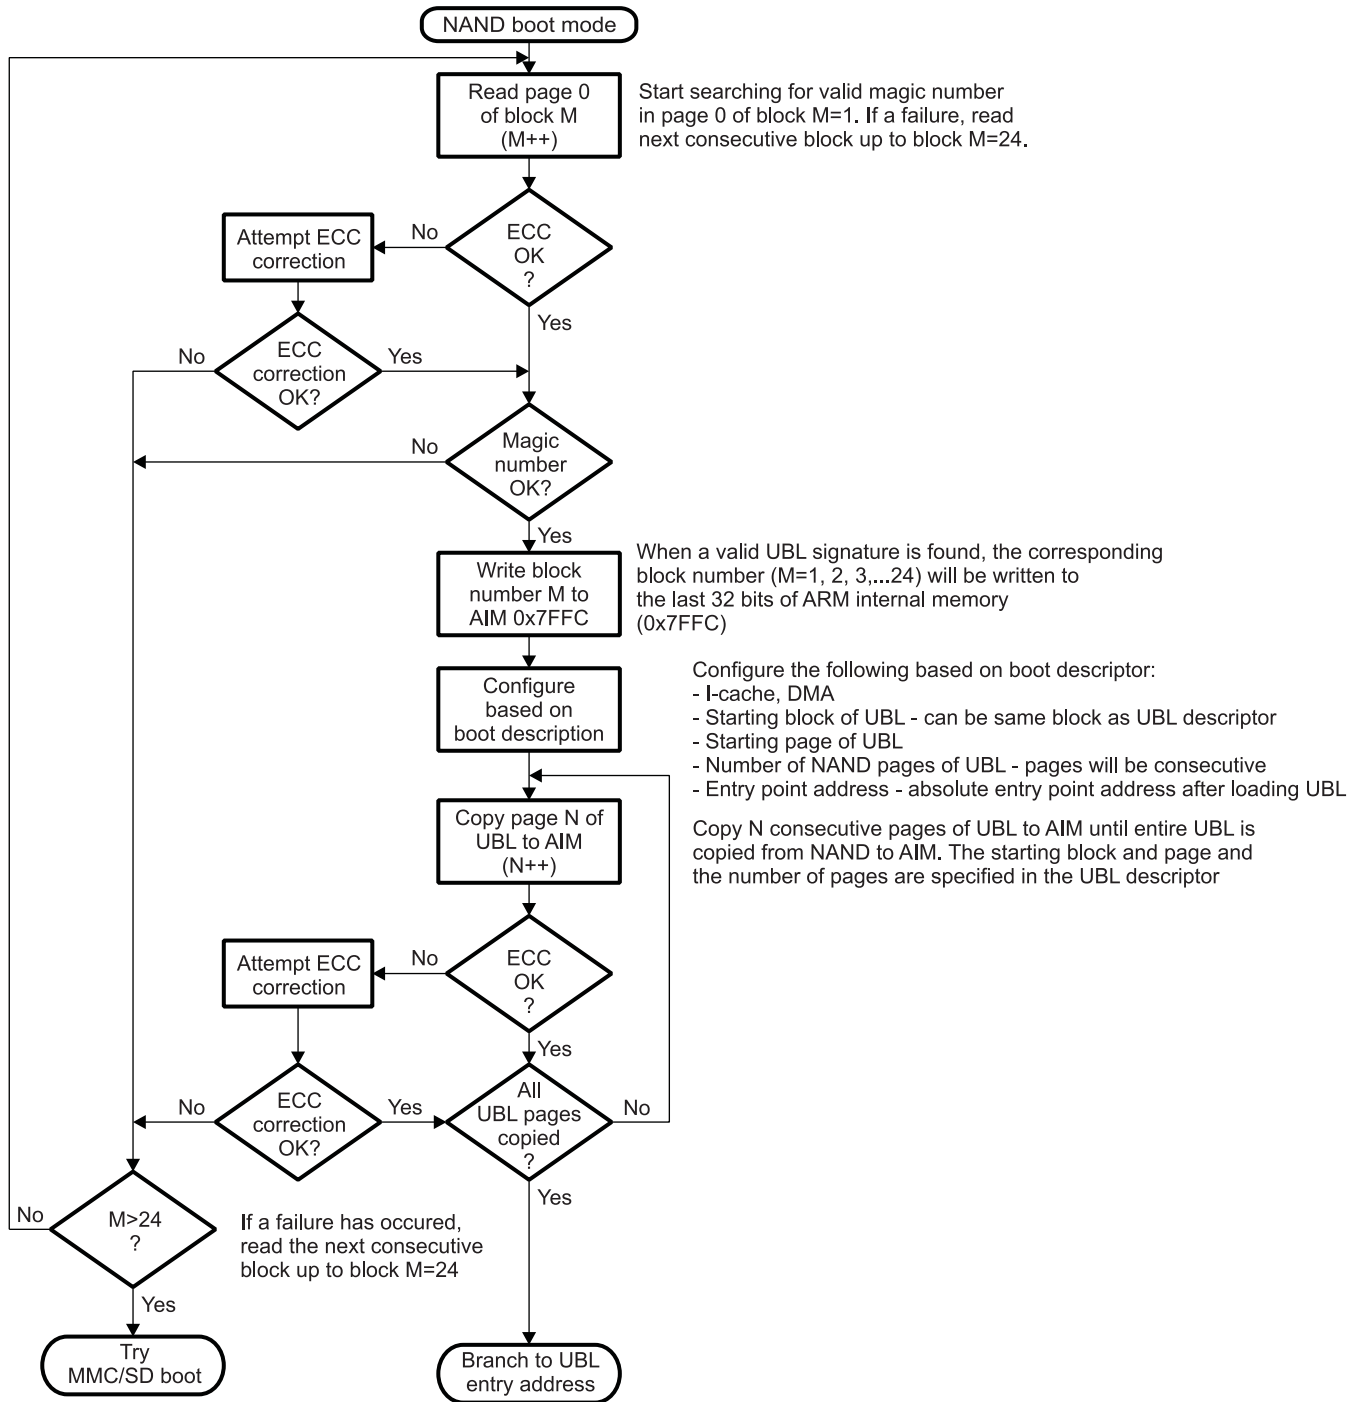 NAND boot mode
Read page 0
of block M
(M++)
Start searching for valid magic number
in page 0 of block M=1. If a failure, read
next consecutive block up to block M=24.
Attempt ECC
correction
No
ECC
OK
?
Yes
No
ECC
correction
OK?
Yes
No
Magic
number
OK?
Yes
Write block
number M to
AIM 0x7FFC
When a valid UBL signature is found, the corresponding
block number (M=1, 2, 3,...24) will be written to
the last 32 bits of ARM internal memory
(0x7FFC)
Configure
based on
boot description
Configure the following based on boot descriptor:
- I-cache, DMA
- Starting block of UBL - can be same block as UBL descriptor
- Starting page of UBL
- Number of NAND pages of UBL - pages will be consecutive
- Entry point address - absolute entry point address after loading UBL
Copy page N of
UBL to AIM
(N++)
Copy N consecutive pages of UBL to AIM until entire UBL is
copied from NAND to AIM. The starting block and page and
the number of pages are specified in the UBL descriptor
Attempt ECC
correction
No
ECC
OK
?
Yes
No
ECC
correction
OK?
Yes
All
UBL pages
copied
?
No
Yes
No
M>24
?
Yes
If a failure has occured,
read the next consecutive
block up to block M=24
Try
MMC/SD boot
Branch to UBL
entry address